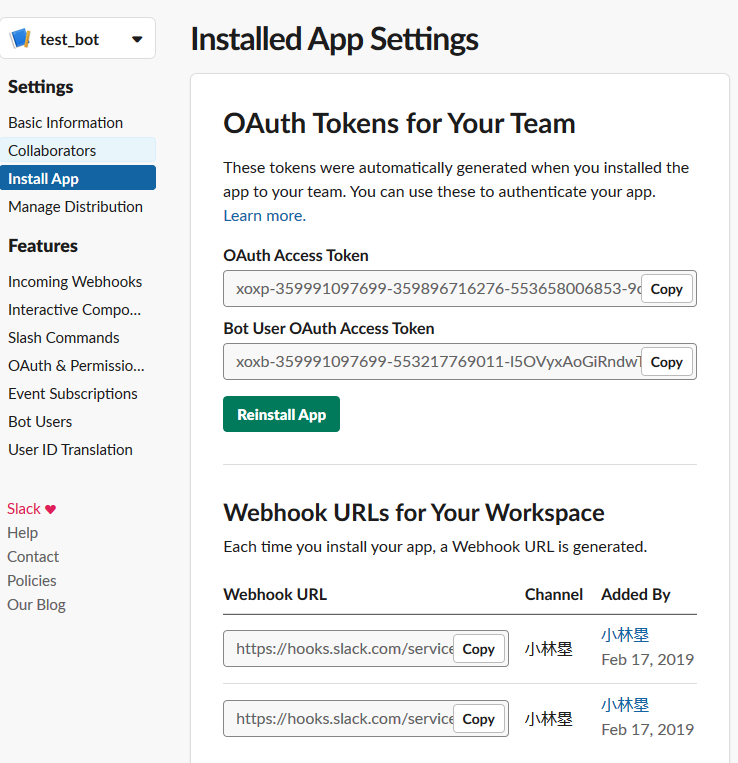 test_bot
Settings
Basic Information
Collaborators
Install App
Manage Distribution
Features
Incoming Webhooks
Interactive Compo...
Slash Commands
OAuth & Permissio...
Event Subscriptions
Bot Users
User ID Translation
Slack
Help
Contact
Policies
Our Blog
Installed App Settings
OAuth Tokens for Your Team
These tokens were automatically generated when you installed the
app to your team. You can use these to authenticate your app.
Learn more.
OAuth Access Token
xoxp-359991097699-359896716276-553658006853-9 Copy
Bot User OAuth Access Token
xoxb-359991097699-553217769011-l5OVyxAoGiRndw Copy
Reinstall App
Webhook URLs for Your Workspace
Each time you install your app, a Webhook URL is generated.
Webhook URL Channel Added By
https://hooks.slack.com/service Copy 小林塁 小林塁
Feb 17, 2019
https://hooks.slack.com/service Copy 小林塁 小林塁
Feb 17, 2019